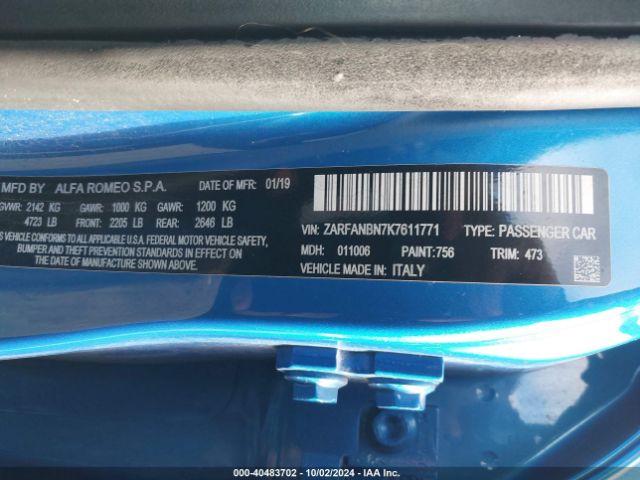 MFD BY ALFA ROMEO S.P.A. DATE OF MFR: 01/19
GVWR: 2142 KG GAWR: 1000 KG GAWR: 1200 KG
4723 LB FRONT: 2205 LB REAR: 2646 LB
VEHICLE CONFORMS TO ALL APPLICABLE U.S. FEDERAL MOTOR VEHICLE SAFETY,
BUMPER AND THEFT PREVENTION STANDARDS IN EFFECT ON
THE DATE OF MANUFACTURE SHOWN ABOVE.
VIN: ZARFANBN7K7611771 TYPE: PASSENGER CAR
MDH: 011006 PAINT:756 TRIM: 473
VEHICLE MADE IN: ITALY
000-40483702 - 10/02/2024 - IAA Inc.